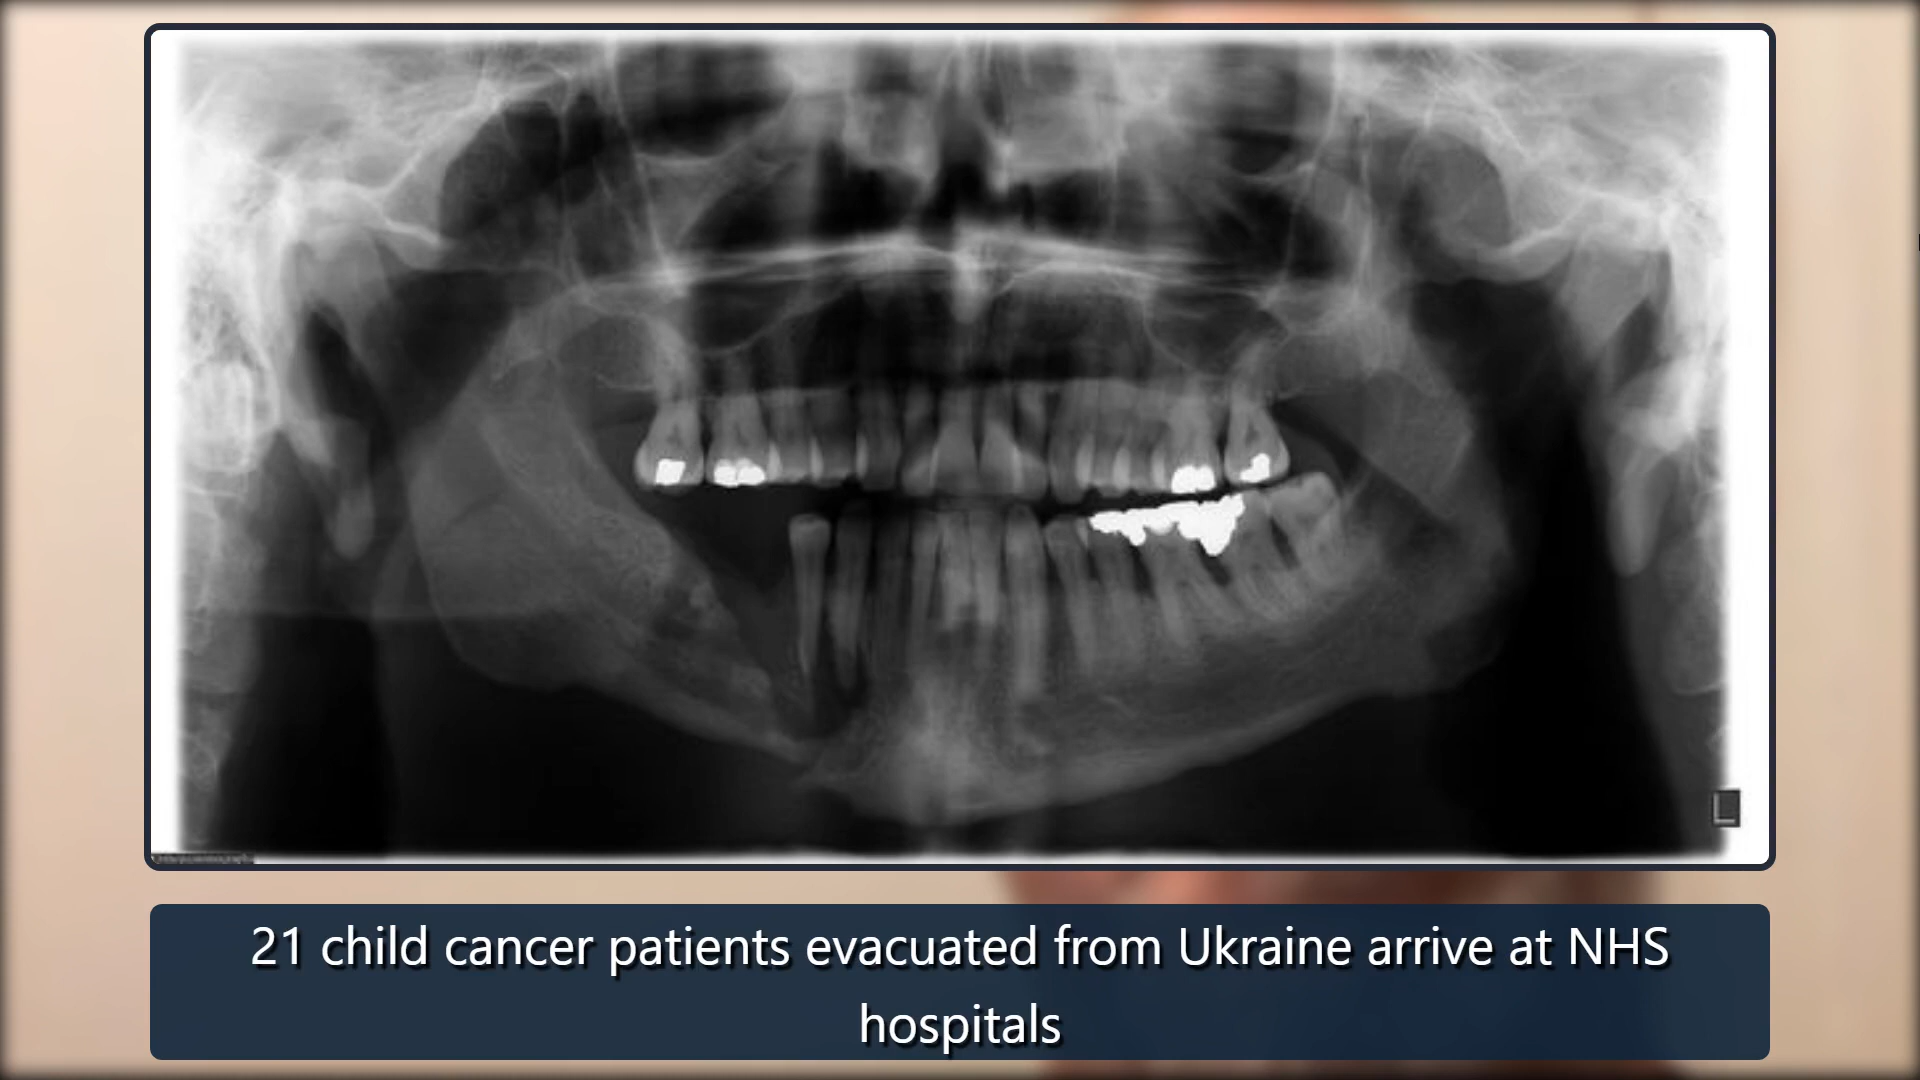 L
21 child cancer patients evacuated from Ukraine arrive at NHS
hospitals